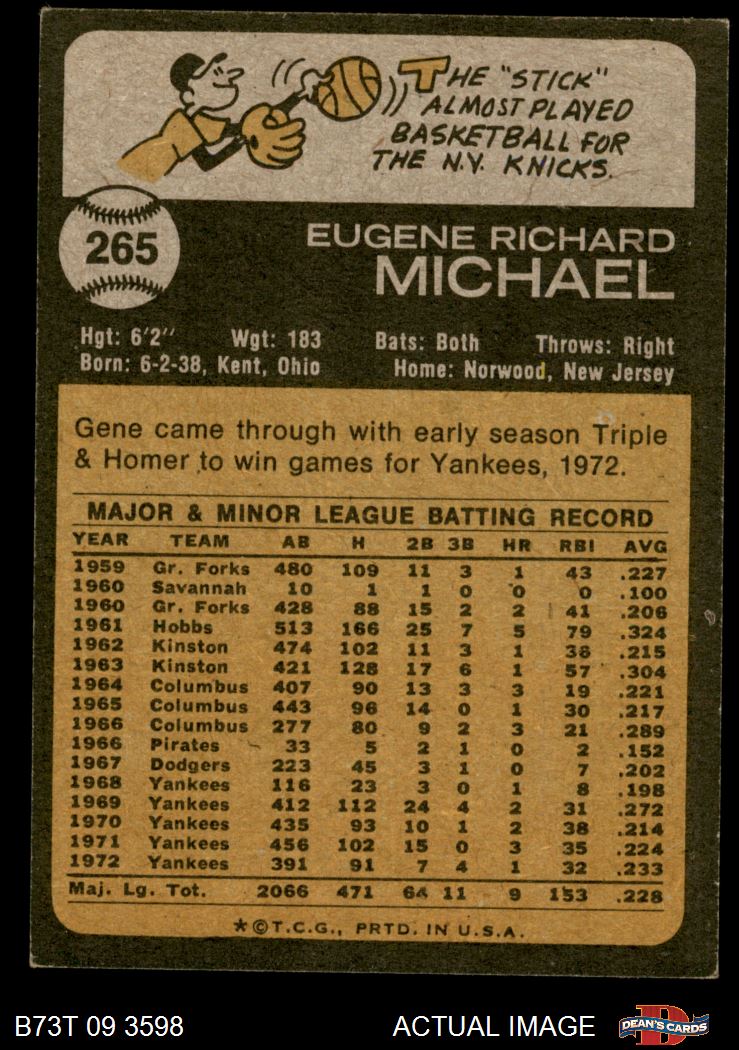 THE "STICK"
ALMOST PLAYED
BASKETBALL FOR
THE N.Y. KNICKS.
265
EUGENE RICHARD
MICHAEL
Hgt: 6'2" Wgt: 183 Bats: Both Throws: Right
Born: 6-2-38, Kent, Ohio Home: Norwood, New Jersey
Gene came through with early season Triple
& Homer to win games for Yankees, 1972.
MAJOR & MINOR LEAGUE BATTING RECORD
YEAR TEAM AB H 2B 3B HR RBI AVG
1959 Gr. Forks 480 109 11 3 1 43 .227
1960 Savannah 10 1 1 0 0 0 .100
1960 Gr. Forks 428 88 15 2 2 41 .206
1961 Hobbs 513 166 25 7 5 79 .324
1962 Kinston 474 102 11 3 1 38 .215
1963 Kinston 421 128 17 6 1 57 .304
1964 Columbus 407 90 13 3 3 19 .221
1965 Columbus 443 96 14 0 1 30 .217
1966 Columbus 277 80 9 2 3 21 .289
1966 Pirates 33 5 2 1 0 2 .152
1967 Dodgers 223 45 3 1 0 7 .202
1968 Yankees 116 23 3 0 1 8 .198
1969 Yankees 412 112 24 4 2 31 .272
1970 Yankees 435 93 10 1 2 38 .214
1971 Yankees 456 102 15 0 3 35 .224
1972 Yankees 391 91 7 4 1 32 .233
Maj. Lg. Tot. 2066 471 64 11 9 153 .228
*©T.C.G., PRTD. IN U.S.A.
B73T 09 3598 ACTUAL IMAGE D DEAN'S CARDS